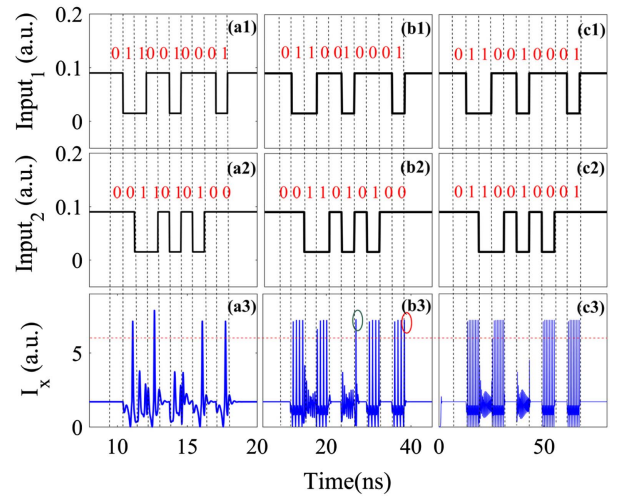 (a1) (b1) (c1)
0 1 1 0 0 1 0 0 0 1 0 1 1 0 0 1 0 0 0 1 0 1 1 0 0 1 0 0 0 1
0.2
0.1
0
Input1 (a.u.)
(a2) (b2) (c2)
0 0 1 1 0 1 0 1 0 0 0 0 1 1 0 1 0 1 0 0 0 1 1 0 0 1 0 0 0 1
0.2
0.1
0
Input2 (a.u.)
(a3) (b3) (c3)
5
0
Ix (a.u.)
10 15 20 20 40 0 50
Time(ns)